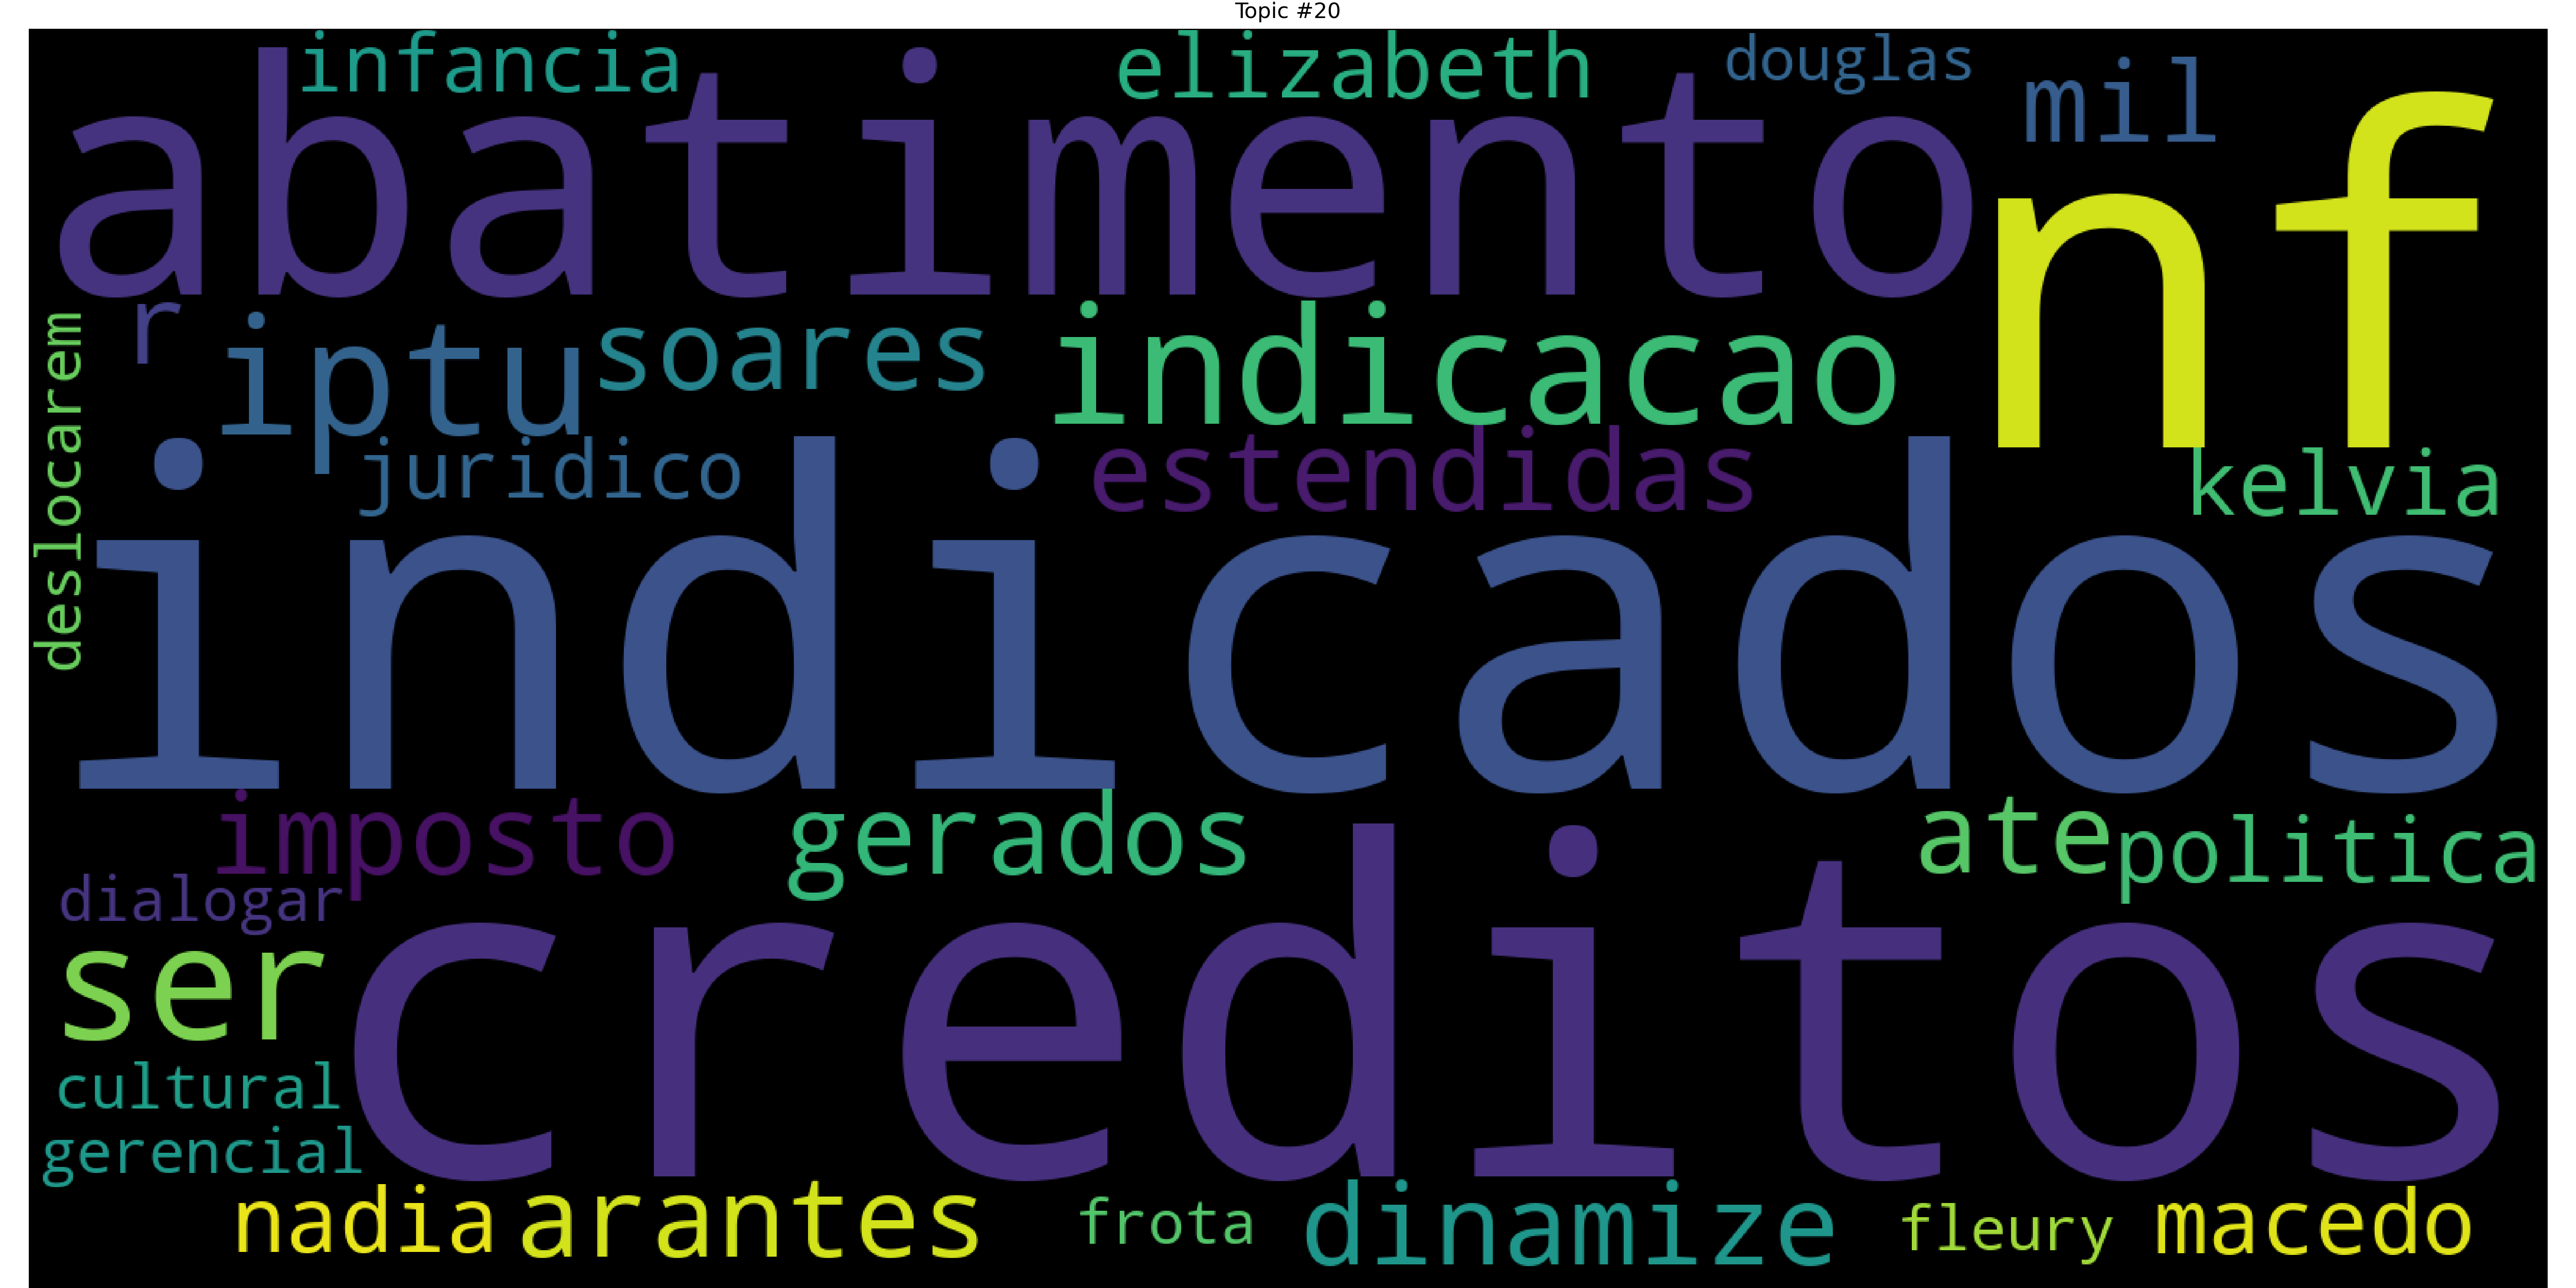 Topic #20
infancia elizabeth douglas mil
abatimento nf
deslocarem r iptu soares indicacao
juridico estendidas kelvia
indicados
imposto gerados ate politica
dialogar
ser creditos
cultural
gerencial
nadia arantes frota dinamize fleury macedo